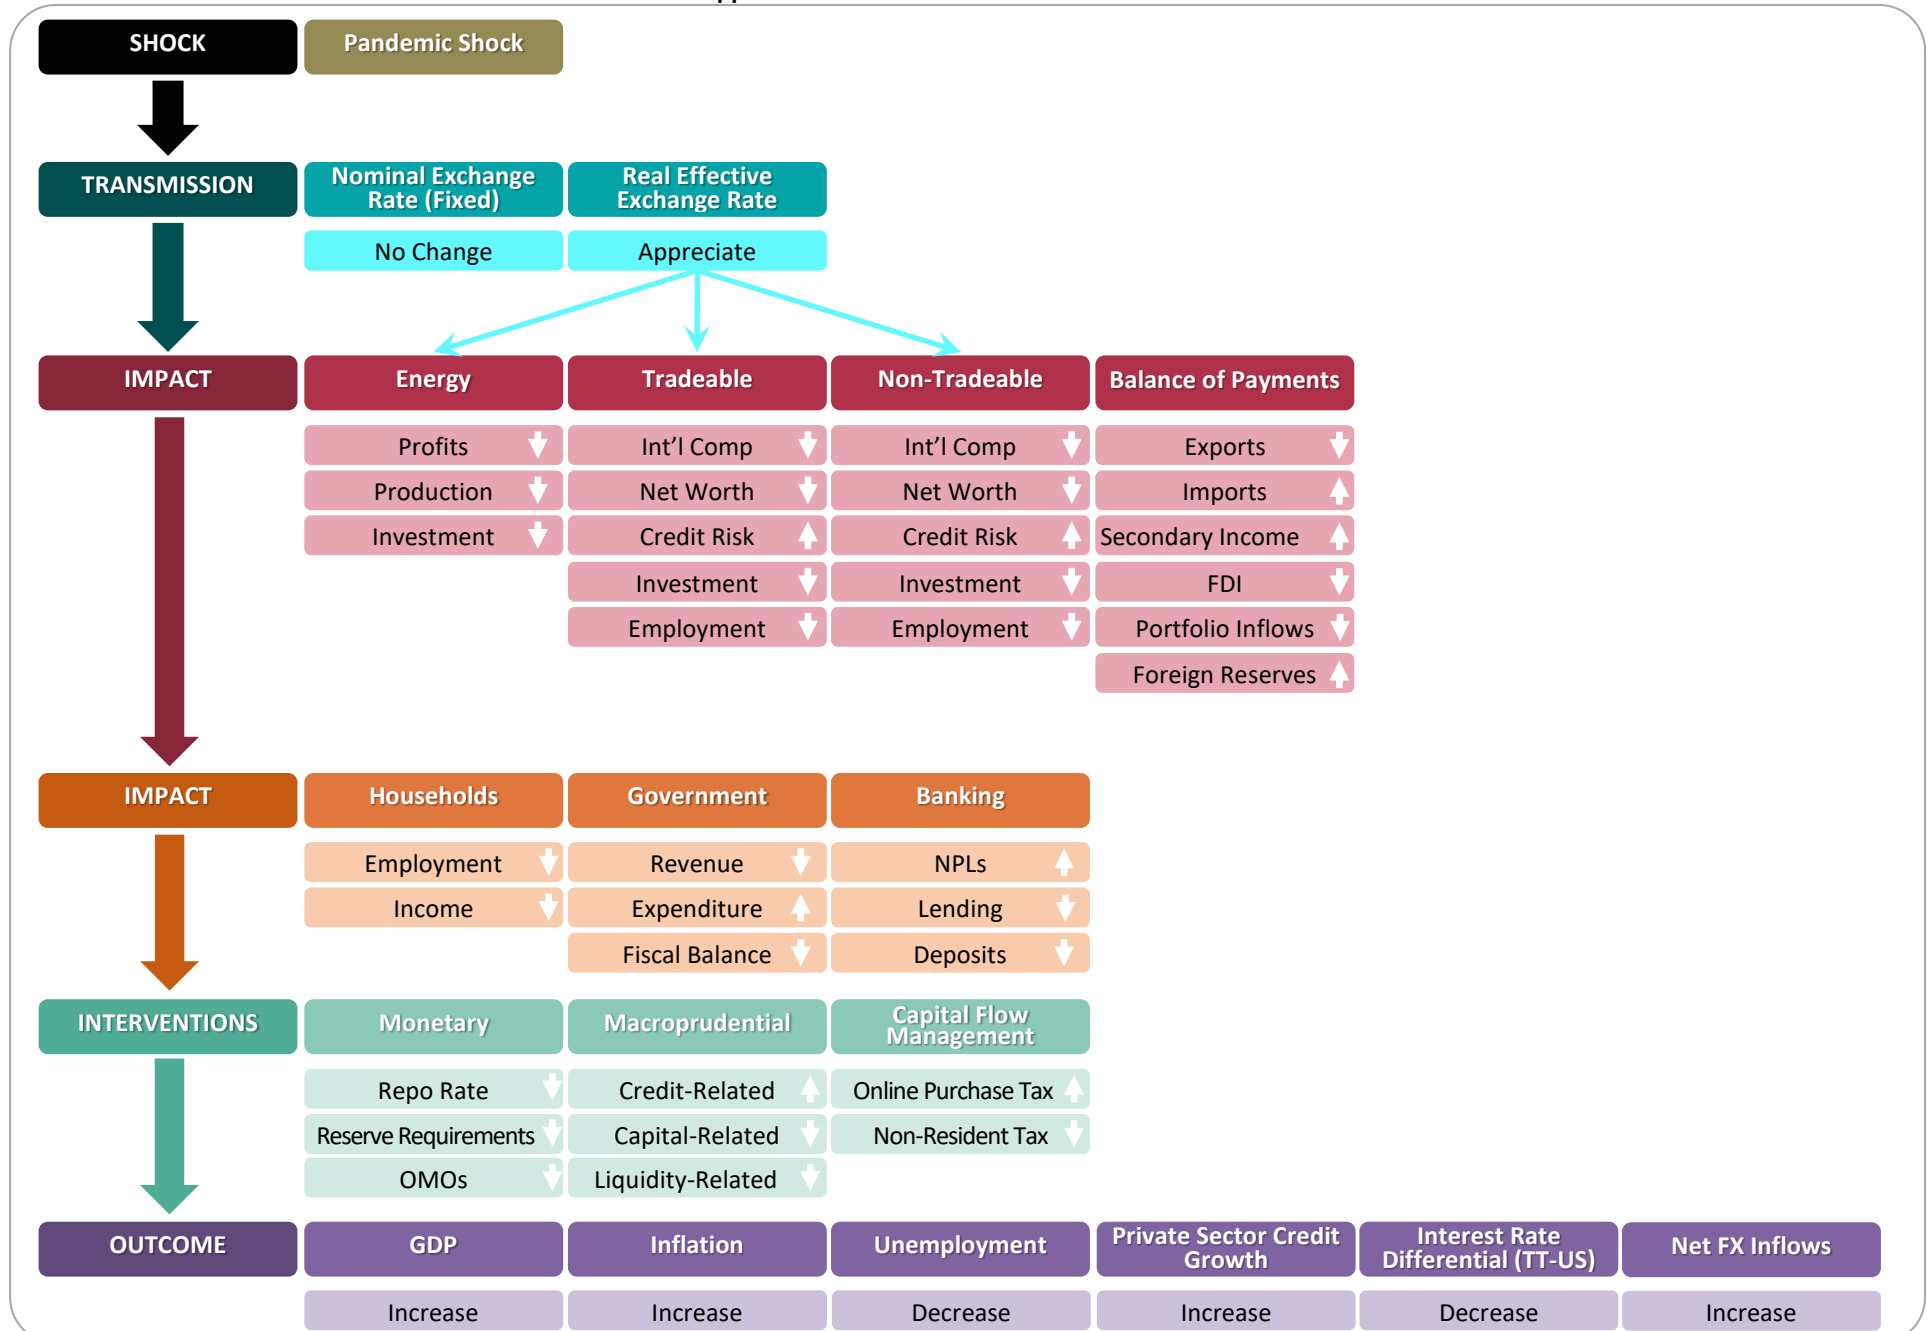 SHOCK
Pandemic Shock
TRANSMISSION
Nominal Exchange
Rate (Fixed)
Real Effective
Exchange Rate
No Change
Appreciate
IMPACT
Energy
Tradeable
Non-Tradeable
Balance of Payments
Profits
Int’l Comp
Int’l Comp
Exports
Production
Net Worth
Net Worth
Imports
Investment
Credit Risk
Credit Risk
Secondary Income
Investment
Investment
FDI
Employment
Employment
Portfolio Inflows
Foreign Reserves
IMPACT
Households
Government
Banking
Employment
Revenue
NPLs
Income
Expenditure
Lending
Fiscal Balance
Deposits
INTERVENTIONS
Monetary
Macroprudential
Capital Flow
Management
Repo Rate
Credit-Related
Online Purchase Tax
Reserve Requirements
Capital-Related
Non-Resident Tax
OMOs
Liquidity-Related
OUTCOME
GDP
Inflation
Unemployment
Private Sector Credit
Growth
Interest Rate
Differential (TT-US)
Net FX Inflows
Increase
Increase
Decrease
Increase
Decrease
Increase